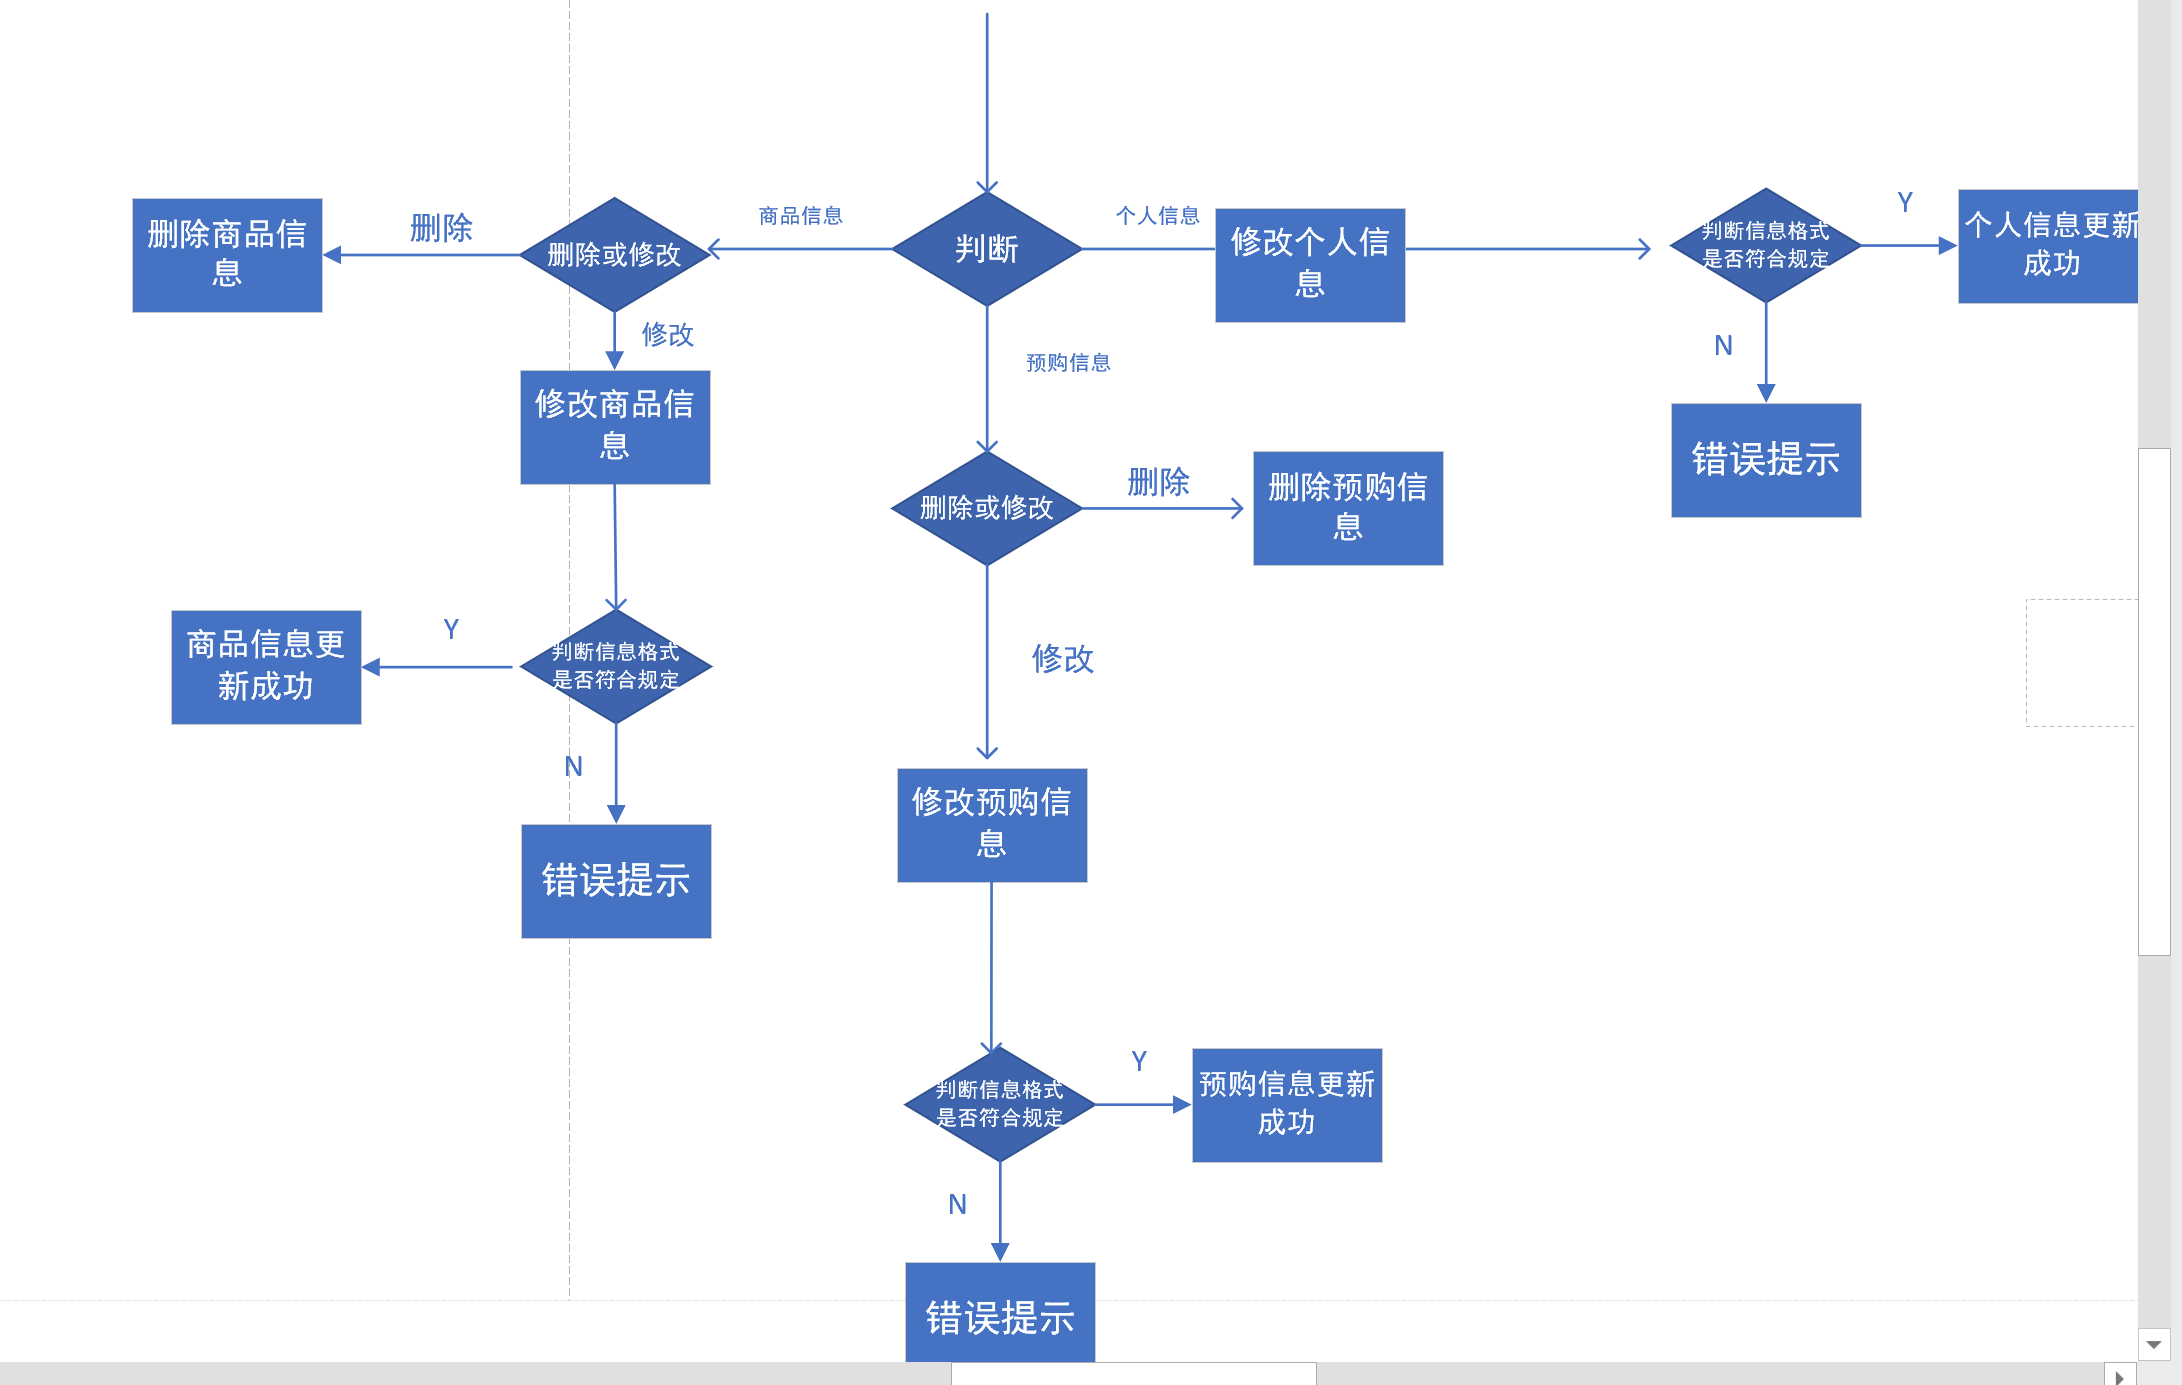 删除商品信
息
删除
删除或修改
商品信息
判断
个人信息
修改个人信
息
判断信息格式
是否符合规定
Y
个人信息更新
成功
修改
预购信息
N
修改商品信
息
错误提示
删除或修改
删除
删除预购信
息
商品信息更
新成功
Y
判断信息格式
是否符合规定
修改
N
修改预购信
息
错误提示
判断信息格式
是否符合规定
Y
预购信息更新
成功
N
错误提示